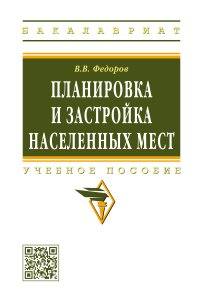 БАКАЛАВРИАТ
В.В. Федоров
ПЛАНИРОВКА
И ЗАСТРОЙКА
НАСЕЛЕННЫХ МЕСТ
УЧЕБНОЕ ПОСОБИЕ